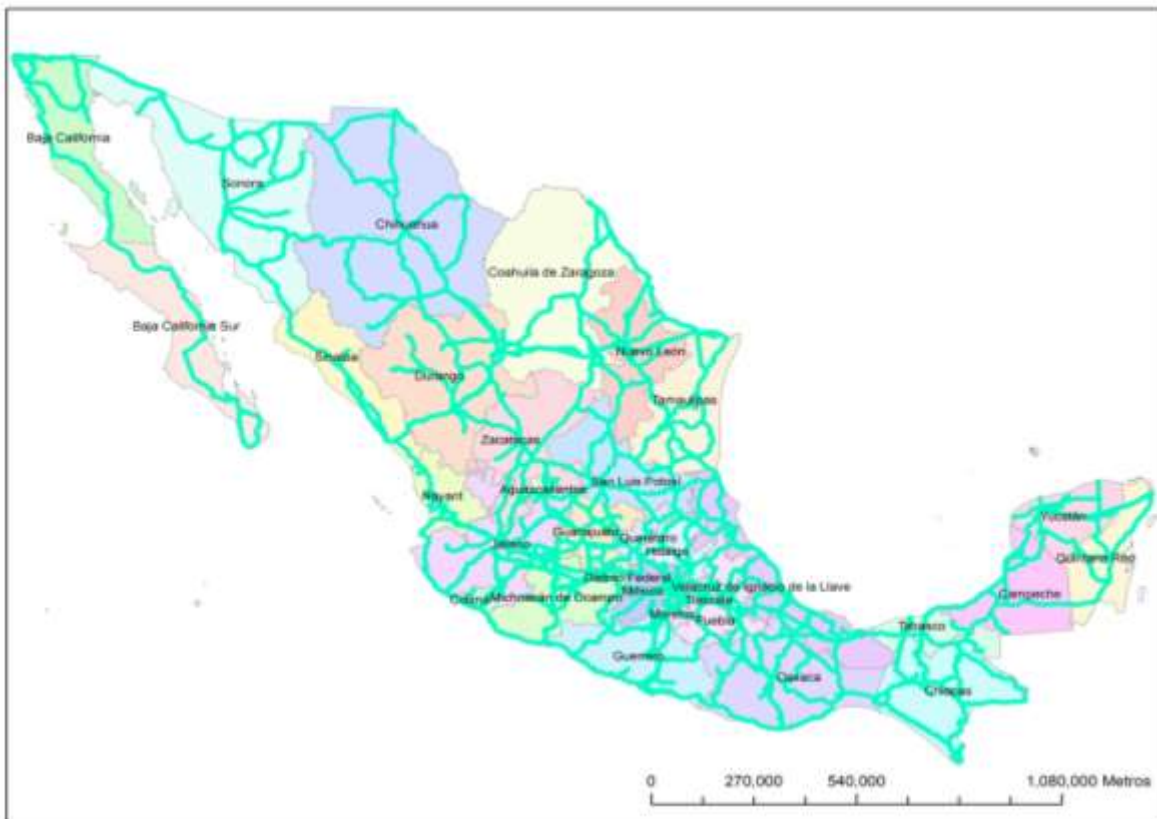 Baja California
Sonora
Chihuahua
Coahuila de Zaragoza
Baja California Sur
Sinaloa
Durango
Nuevo León
Tamaulipas
Zacatecas
Aguascalientes
San Luis Potosí
Nayarit
Yucatán
Guanajuato
Querétaro
Jalisco
Hidalgo
Quintana Roo
Distrito Federal
México
Veracruz de Ignacio de la Llave
Colima
Michoacán de Ocampo
Tlaxcala
Campeche
Morelos
Puebla
Tabasco
Guerrero
Oaxaca
Chiapas
0 270,000 540,000 1,080,000 Metros